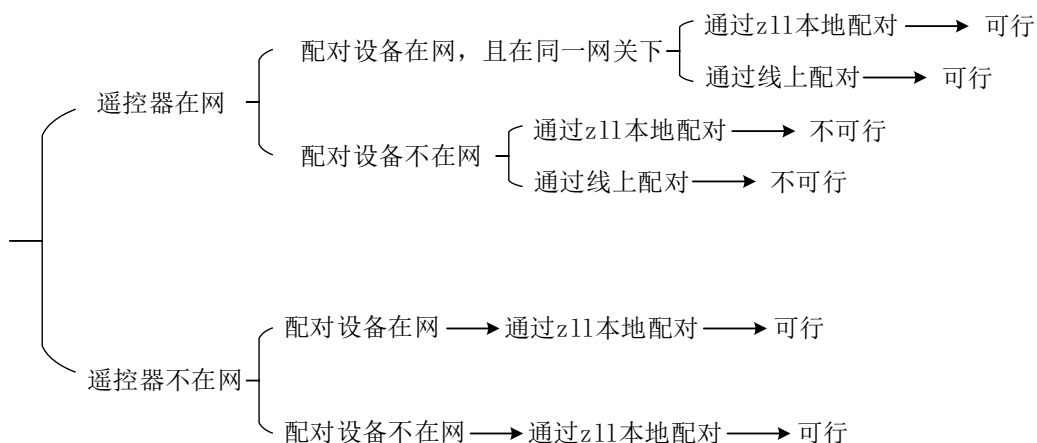 遥控器在网
配对设备在网，且在同一网关下
通过zll本地配对
可行
通过线上配对
可行
配对设备不在网
通过zll本地配对
不可行
通过线上配对
不可行
遥控器不在网
配对设备在网
通过zll本地配对
可行
配对设备不在网
通过zll本地配对
可行